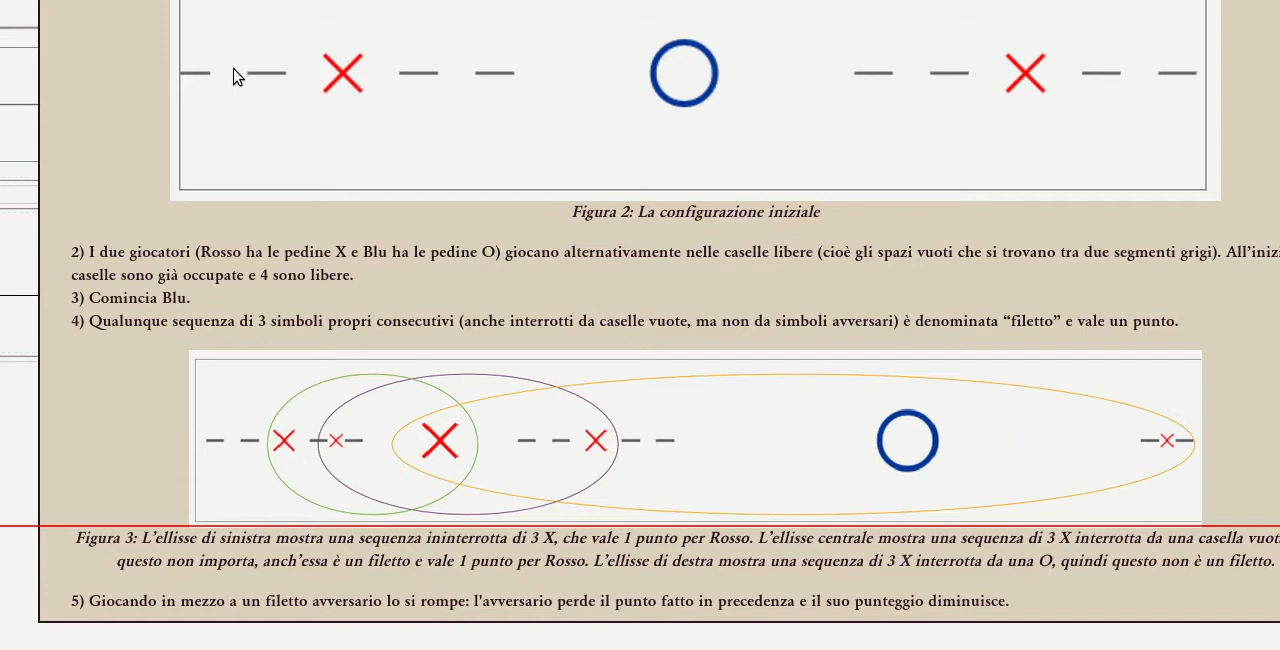 Figura 2: La configurazione iniziale
2) I due giocatori (Rosso ha le pedine X e Blu ha le pedine O) giocano alternativamente nelle caselle libere (cioè gli spazi vuoti che si trovano tra due segmenti grigi).
caselle sono già occupate e 4 sono libere.
3) Comincia Blu.
4) Qualunque sequenza di 3 simboli propri consecutivi (anche interrotti da caselle vuote, ma non da simboli avversari) è denominata “filetto” e vale un punto.
Figura 3: L’ellisse di sinistra mostra una sequenza ininterrotta di 3 X, che vale 1 punto per Rosso. L’ellisse centrale mostra una sequenza di 3 X interrotta da una casella
questo non importa, anch’essa è un filetto e vale 1 punto per Rosso. L’ellisse di destra mostra una sequenza di 3 X interrotta da una O, quindi questo non è un filetto.
5) Giocando in mezzo a un filetto avversario lo si rompe: l'avversario perde il punto fatto in precedenza e il suo punteggio diminuisce.